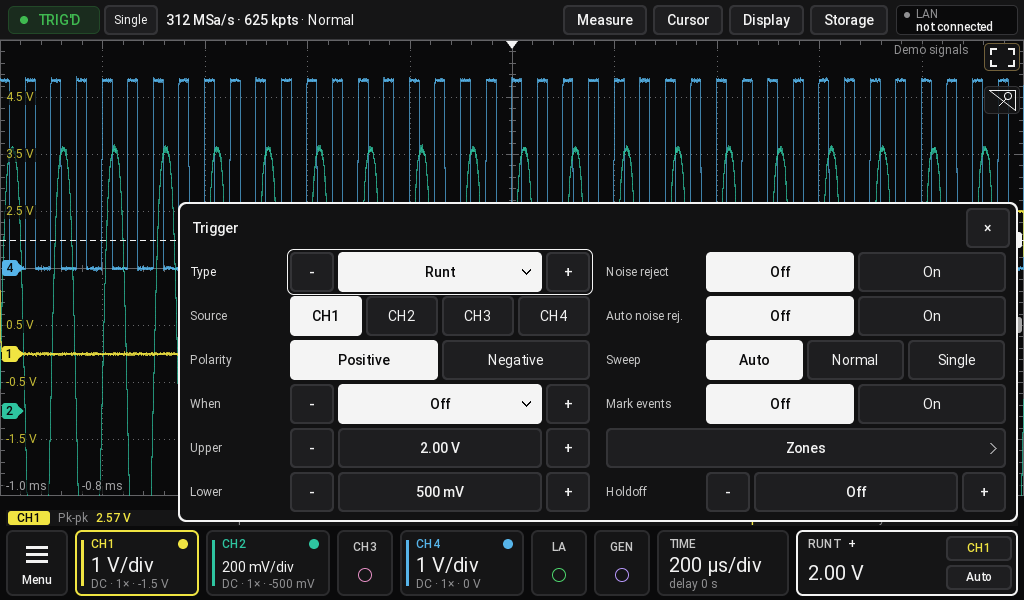 TRIG'D Single 312 MSa/s · 625 kpts · Normal Measure Cursor Display Storage LAN
not connected
Demo signals
4.5 V
3.5 V
2.5 V
Trigger ×
Type - Runt + Noise reject Off On
4
Source CH1 CH2 CH3 CH4 Auto noise rej. Off On
0.5 V
1
Polarity Positive Negative Sweep Auto Normal Single
-0.5 V
When - Off + Mark events Off On
2
-1.5 V
Upper - 2.00 V + Zones
-1.0 ms -0.8 ms
Lower - 500 mV + Holdoff - Off +
CH1 Pk-pk 2.57 V
Menu
CH1
1 V/div
DC · 1× · -1.5 V
CH2
200 mV/div
DC · 1× · -500 mV
CH3
CH4
1 V/div
DC · 1× · 0 V
LA
GEN
TIME
200 µs/div
delay 0 s
RUNT +
2.00 V
CH1
Auto